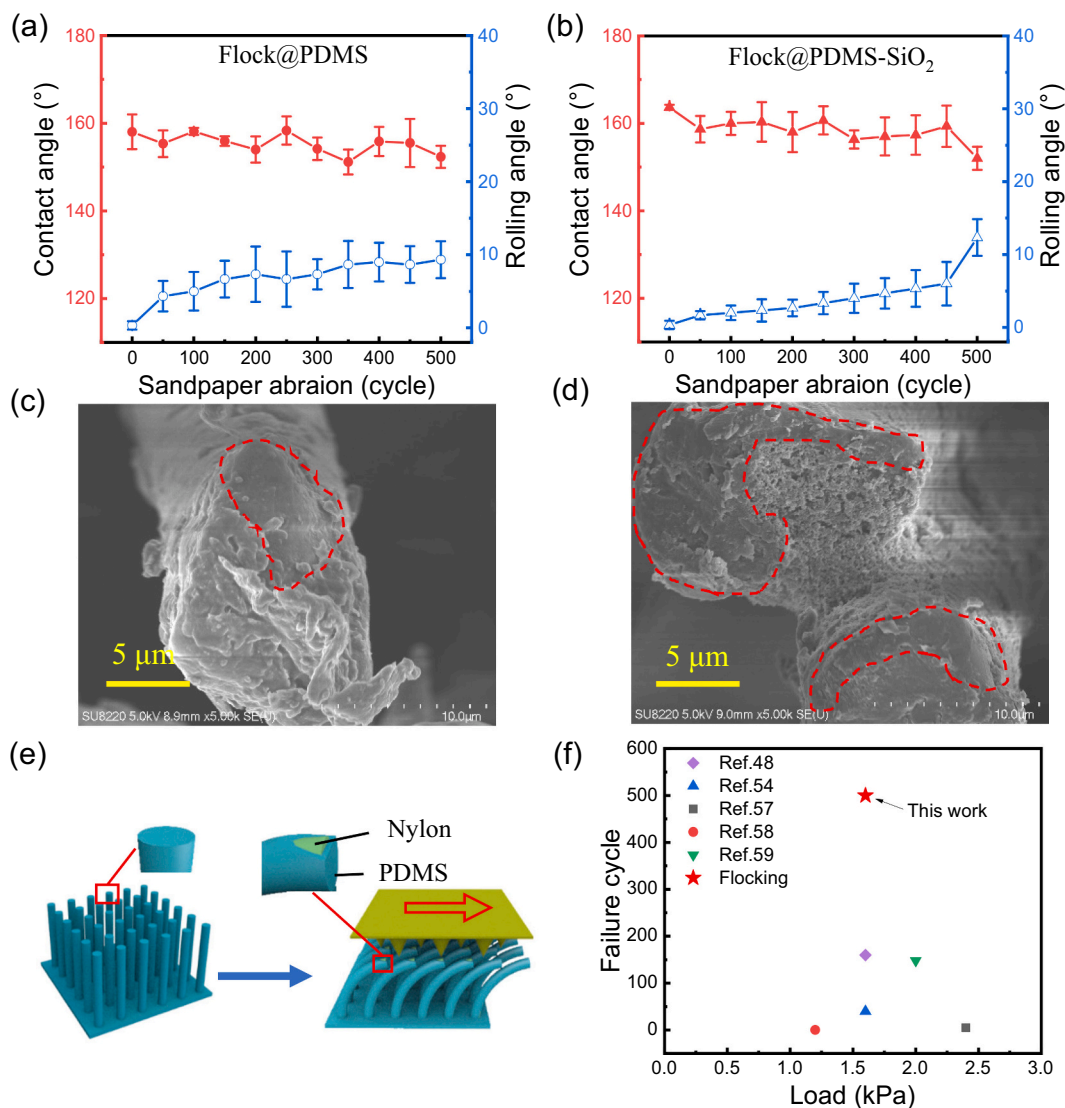 (a)
Flock@PDMS
180
160
140
120
Contact angle (°)
40
30
20
10
0
Rolling angle (°)
0 100 200 300 400 500
Sandpaper abraion (cycle)
(b)
Flock@PDMS-SiO₂
180
160
140
120
Contact angle (°)
40
30
20
10
0
Rolling angle (°)
0 100 200 300 400 500
Sandpaper abraion (cycle)
(c)
5 μm
SU8220 5.0kV 8.9mm x5.00k SE(U)
10.0μm
(d)
5 μm
SU8220 5.0kV 9.0mm x5.00k SE(U)
10.0μm
(e)
Nylon
PDMS
(f)
600
500
400
300
200
100
0
Failure cycle
Ref.48
Ref.54
Ref.57
Ref.58
Ref.59
Flocking
This work
0.0 0.5 1.0 1.5 2.0 2.5 3.0
Load (kPa)